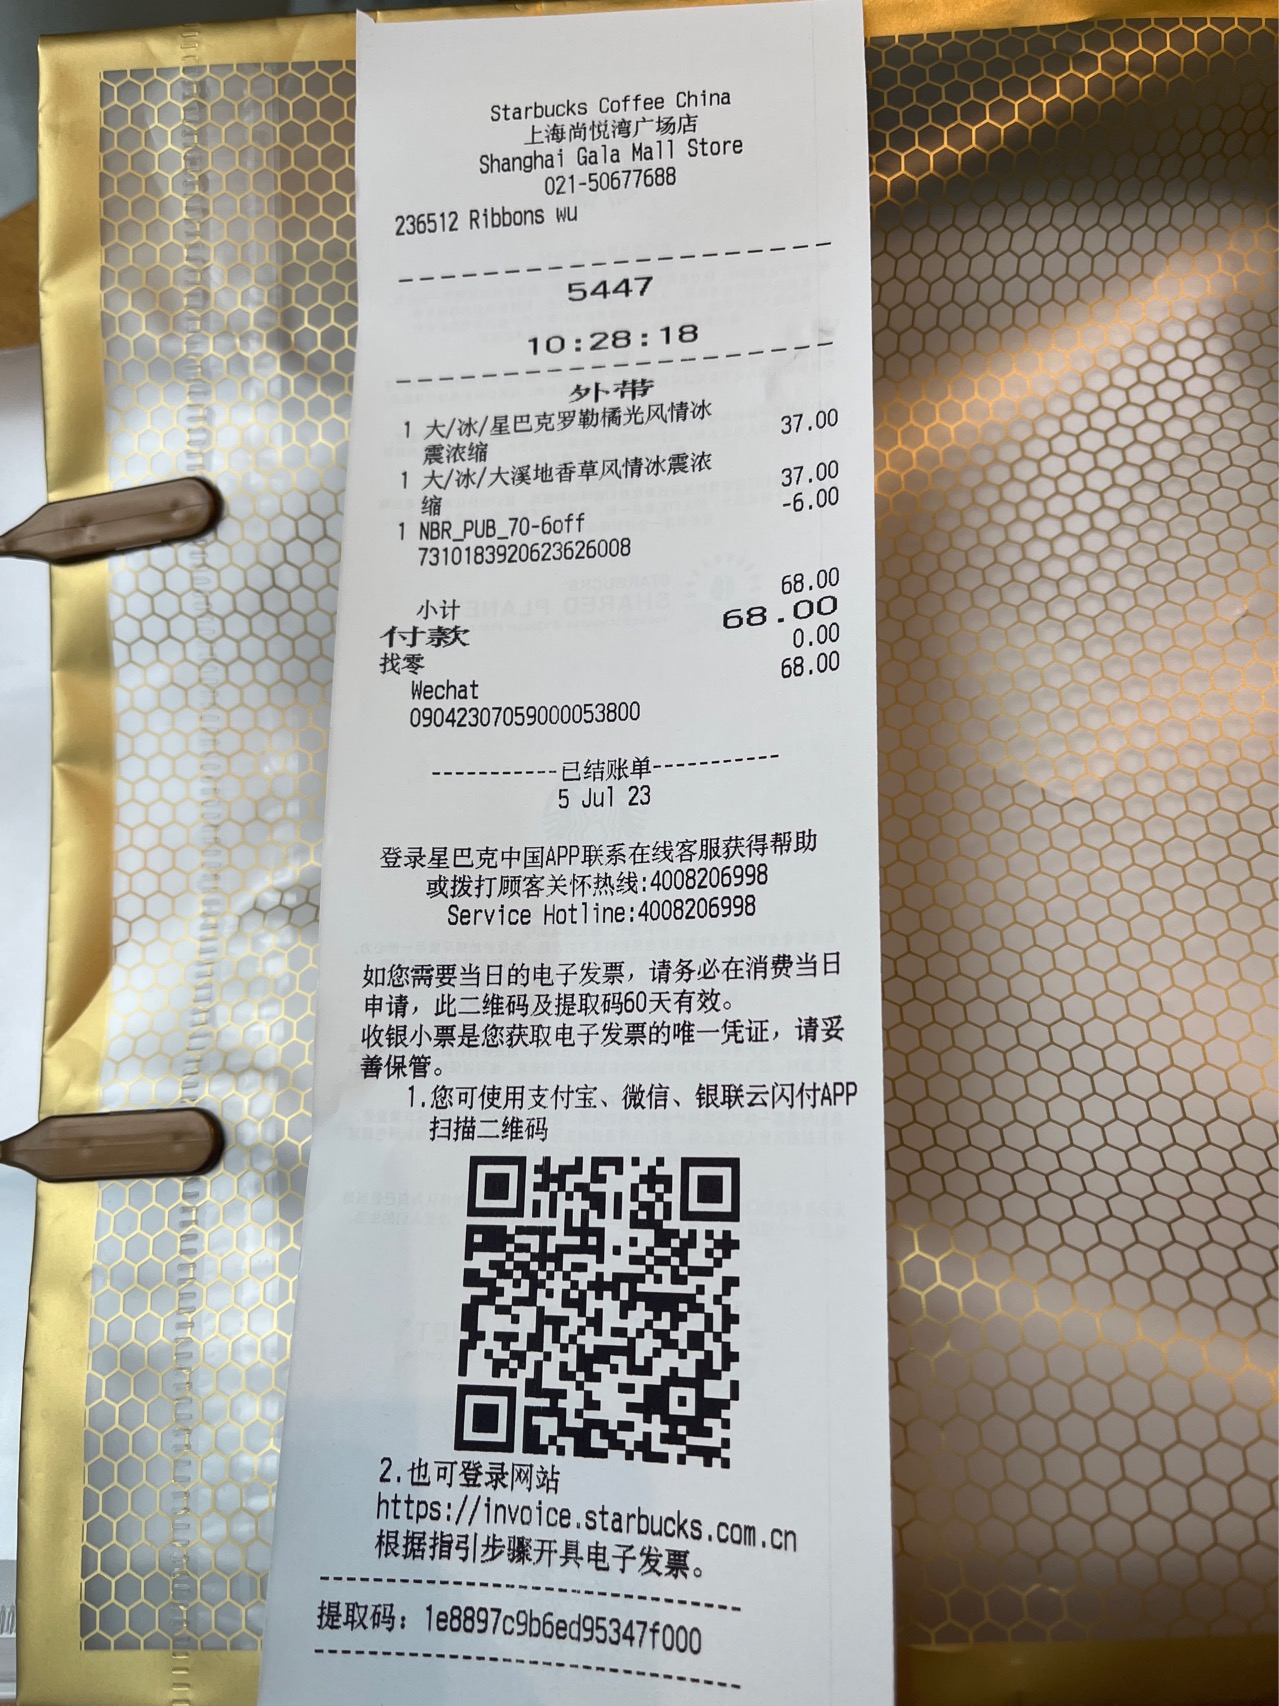 Starbucks Coffee China
上海尚悦湾广场店
Shanghai Gala Mall Store
021-50677688
236512 Ribbons wu
5447
10:28:18
外带
1 大/冰/星巴克罗勒橘光风情冰 37.00
震浓缩
1 大/冰/大溪地香草风情冰震浓 37.00
缩
1 NBR_PUB_70-6off -6.00
7310183920623626008
小计 68.00
付款 68.00
找零 0.00
Wechat 68.00
09042307059000053800
-----------已结账单-----------
5 Jul 23
登录星巴克中国APP联系在线客服获得帮助
或拨打顾客关怀热线:4008206998
Service Hotline:4008206998
如您需要当日的电子发票，请务必在消费当日
申请，此二维码及提取码60天有效。
收银小票是您获取电子发票的唯一凭证，请妥
善保管。
1.您可使用支付宝、微信、银联云闪付APP
扫描二维码
2.也可登录网站
https://invoice.starbucks.com.cn
根据指引步骤开具电子发票。
提取码：1e8897c9b6ed95347f000